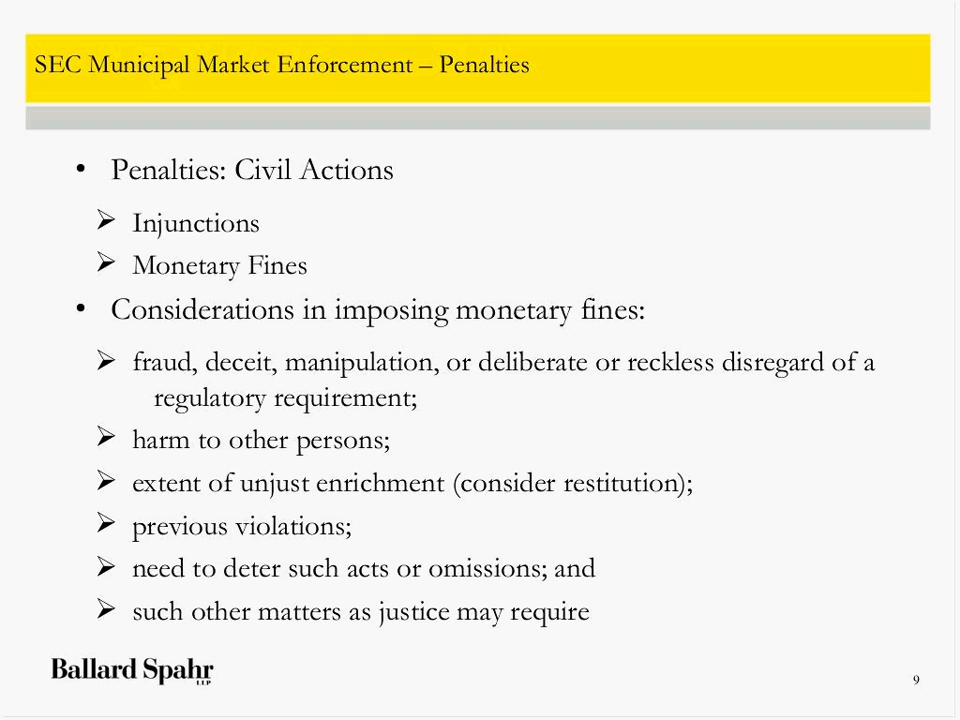 SEC Municipal Market Enforcement – Penalties
• Penalties: Civil Actions
➢ Injunctions
➢ Monetary Fines
• Considerations in imposing monetary fines:
➢ fraud, deceit, manipulation, or deliberate or reckless disregard of a
regulatory requirement;
➢ harm to other persons;
➢ extent of unjust enrichment (consider restitution);
➢ previous violations;
➢ need to deter such acts or omissions; and
➢ such other matters as justice may require
Ballard Spahr
LLP
9